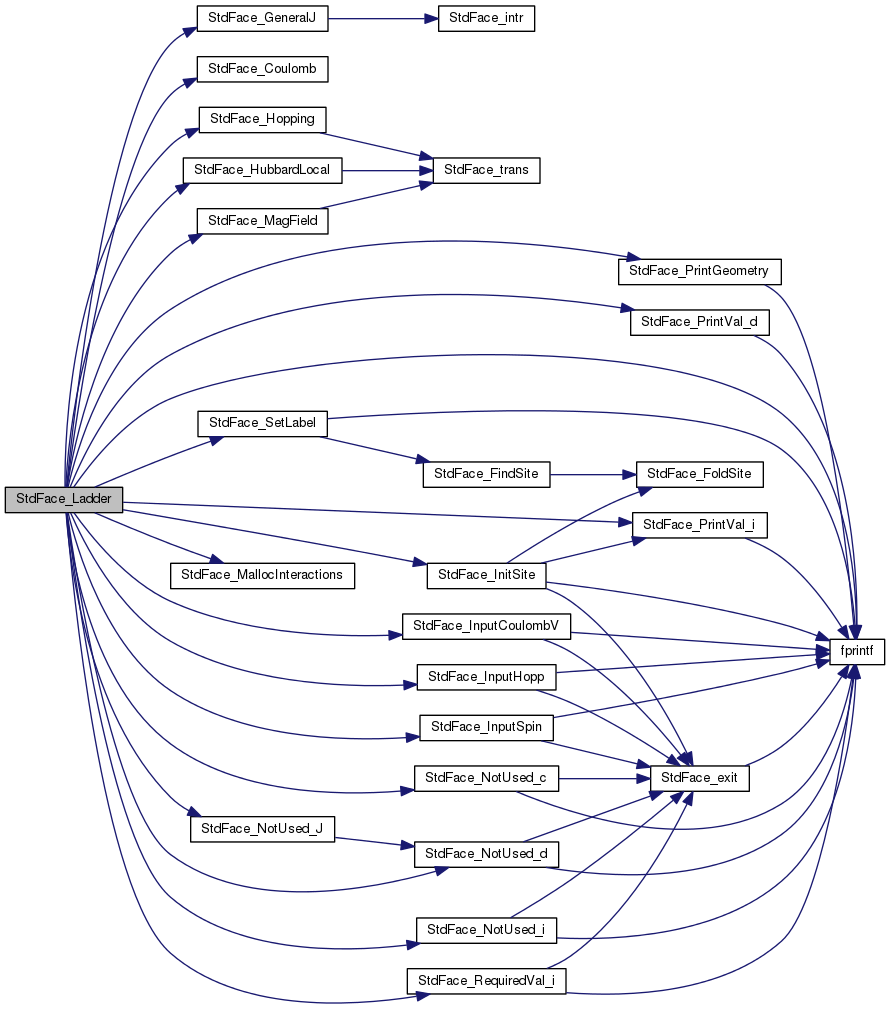 StdFace_GeneralJ
StdFace_intr
StdFace_Coulomb
StdFace_Hopping
StdFace_HubbardLocal
StdFace_trans
StdFace_MagField
StdFace_PrintGeometry
StdFace_PrintVal_d
StdFace_SetLabel
StdFace_FindSite
StdFace_FoldSite
StdFace_Ladder
StdFace_PrintVal_i
StdFace_MallocInteractions
StdFace_InitSite
StdFace_InputCoulombV
fprintf
StdFace_InputHopp
StdFace_InputSpin
StdFace_NotUsed_c
StdFace_exit
StdFace_NotUsed_J
StdFace_NotUsed_d
StdFace_NotUsed_i
StdFace_RequiredVal_i